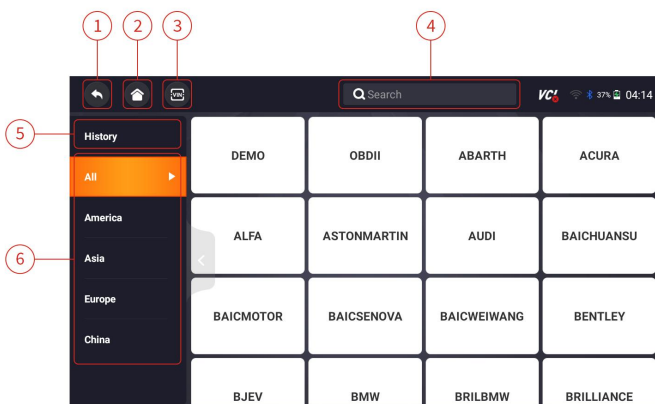 1 2 3 4
VIN
Search
VCI 37% 04:14
5
History
All
America
Asia
Europe
China
6
DEMO OBDII ABARTH ACURA
ALFA ASTONMARTIN AUDI BAICHUANSU
BAICMOTOR BAICSENOVA BAICWEIWANG BENTLEY
BJEV BMW BRILBMW BRILLIANCE